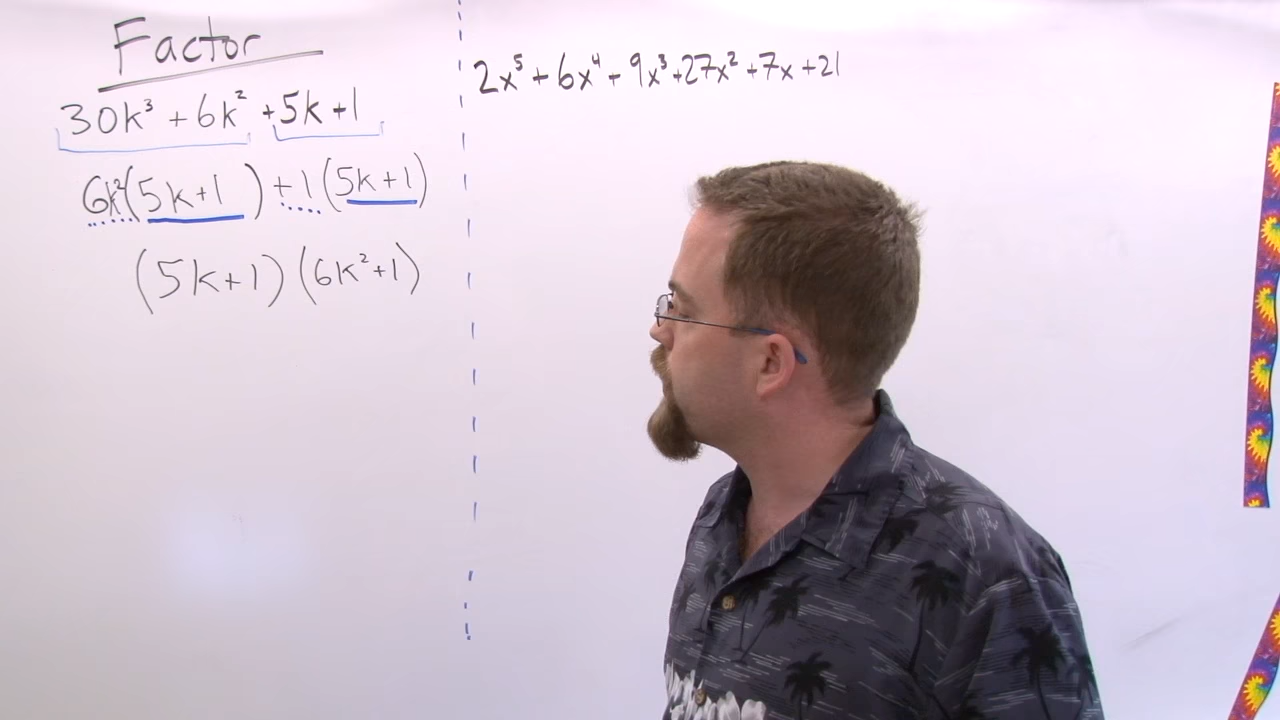 Factor
30k³ + 6k² + 5k + 1
6k²(5k + 1) + 1(5k + 1)
(5k + 1)(6k² + 1)
2x⁵ + 6x⁴ + 9x³ + 27x² + 7x + 21